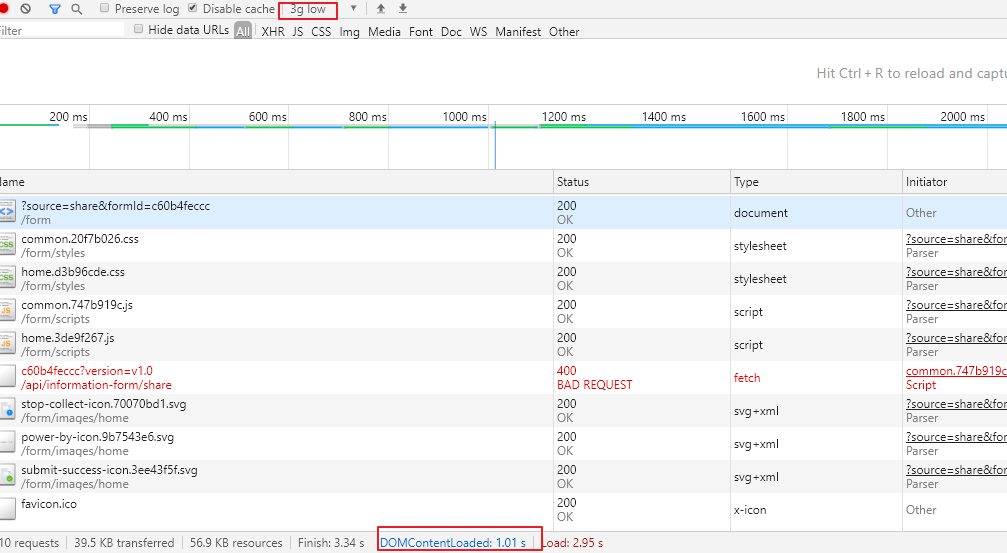 Preserve log Disable cache 3g low
Filter Hide data URLs All XHR JS CSS Img Media Font Doc WS Manifest Other
Hit Ctrl + R to reload and captu
200 ms 400 ms 600 ms 800 ms 1000 ms 1200 ms 1400 ms 1600 ms 1800 ms 2000 ms
Name Status Type Initiator
?source=share&formId=c60b4feccc 200 document Other
/form OK
common.20f7b026.css 200 stylesheet ?source=share&for
/form/styles OK Parser
home.d3b96cde.css 200 stylesheet ?source=share&for
/form/styles OK Parser
common.747b919c.js 200 script ?source=share&for
/form/scripts OK Parser
home.3de9f267.js 200 script ?source=share&for
/form/scripts OK Parser
c60b4feccc?version=v1.0 400 fetch common.747b919c
/api/information-form/share BAD REQUEST Script
stop-collect-icon.70070bd1.svg 200 svg+xml ?source=share&for
/form/images/home OK Parser
power-by-icon.9b7543e6.svg 200 svg+xml ?source=share&for
/form/images/home OK Parser
submit-success-icon.3ee43f5f.svg 200 svg+xml ?source=share&for
/form/images/home OK Parser
favicon.ico 200 x-icon Other
OK
10 requests 39.5 KB transferred 56.9 KB resources Finish: 3.34 s DOMContentLoaded: 1.01 s Load: 2.95 s